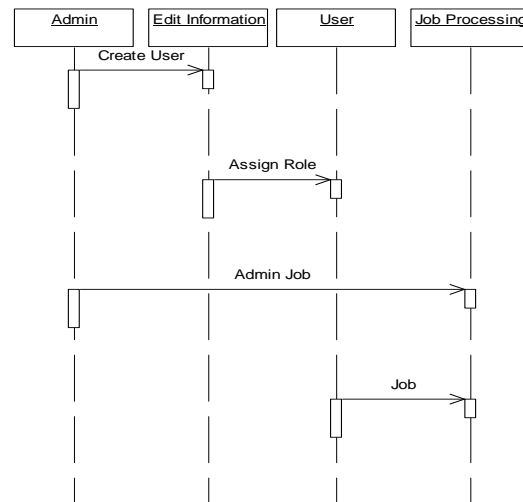 Admin
Edit Information
User
Job Processing
Create User
Assign Role
Admin Job
Job